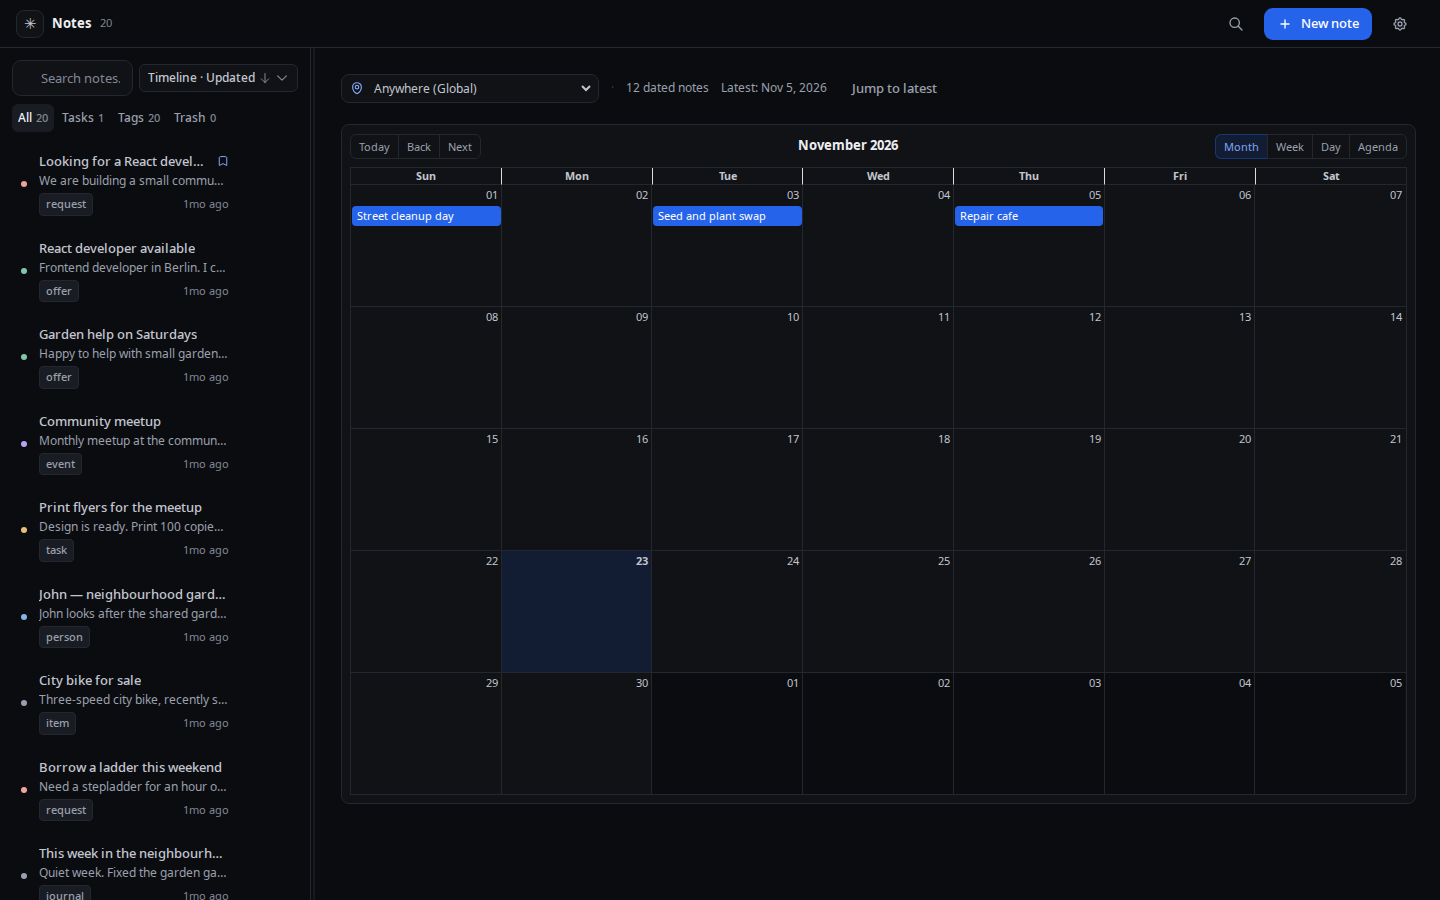 Notes 20
New note
Search notes.
Timeline · Updated
All 20 Tasks 1 Tags 20 Trash 0
Looking for a React devel...
We are building a small commu...
request 1mo ago
React developer available
Frontend developer in Berlin. I c...
offer 1mo ago
Garden help on Saturdays
Happy to help with small garden...
offer 1mo ago
Community meetup
Monthly meetup at the commun...
event 1mo ago
Print flyers for the meetup
Design is ready. Print 100 copie...
task 1mo ago
John — neighbourhood gard...
John looks after the shared gard...
person 1mo ago
City bike for sale
Three-speed city bike, recently s...
item 1mo ago
Borrow a ladder this weekend
Need a stepladder for an hour o...
request 1mo ago
This week in the neighbourh...
Quiet week. Fixed the garden ga...
journal 1mo ago
Anywhere (Global) · 12 dated notes Latest: Nov 5, 2026 Jump to latest
Today Back Next
November 2026
Month Week Day Agenda
Sun Mon Tue Wed Thu Fri Sat
01 02 03 04 05 06 07
Street cleanup day Seed and plant swap Repair cafe
08 09 10 11 12 13 14
15 16 17 18 19 20 21
22 23 24 25 26 27 28
29 30 01 02 03 04 05